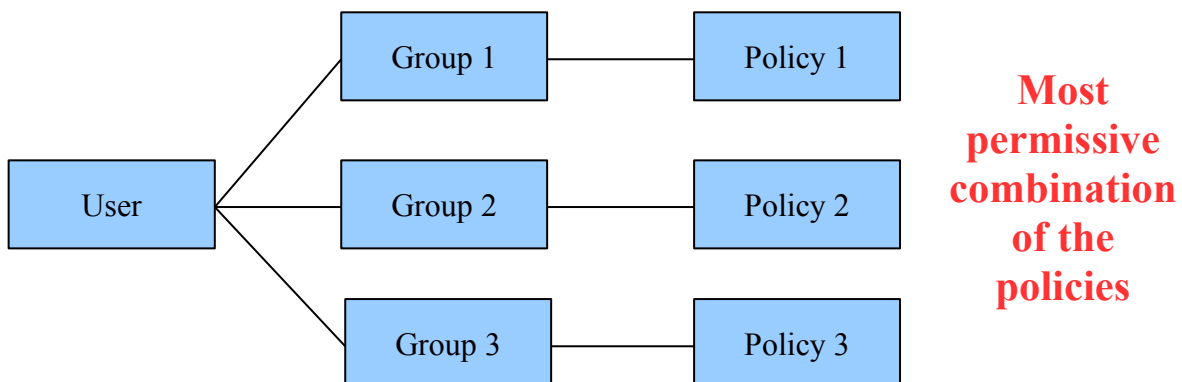 Group 1
Policy 1
User
Group 2
Policy 2
Group 3
Policy 3
Most
permissive
combination
of the
policies